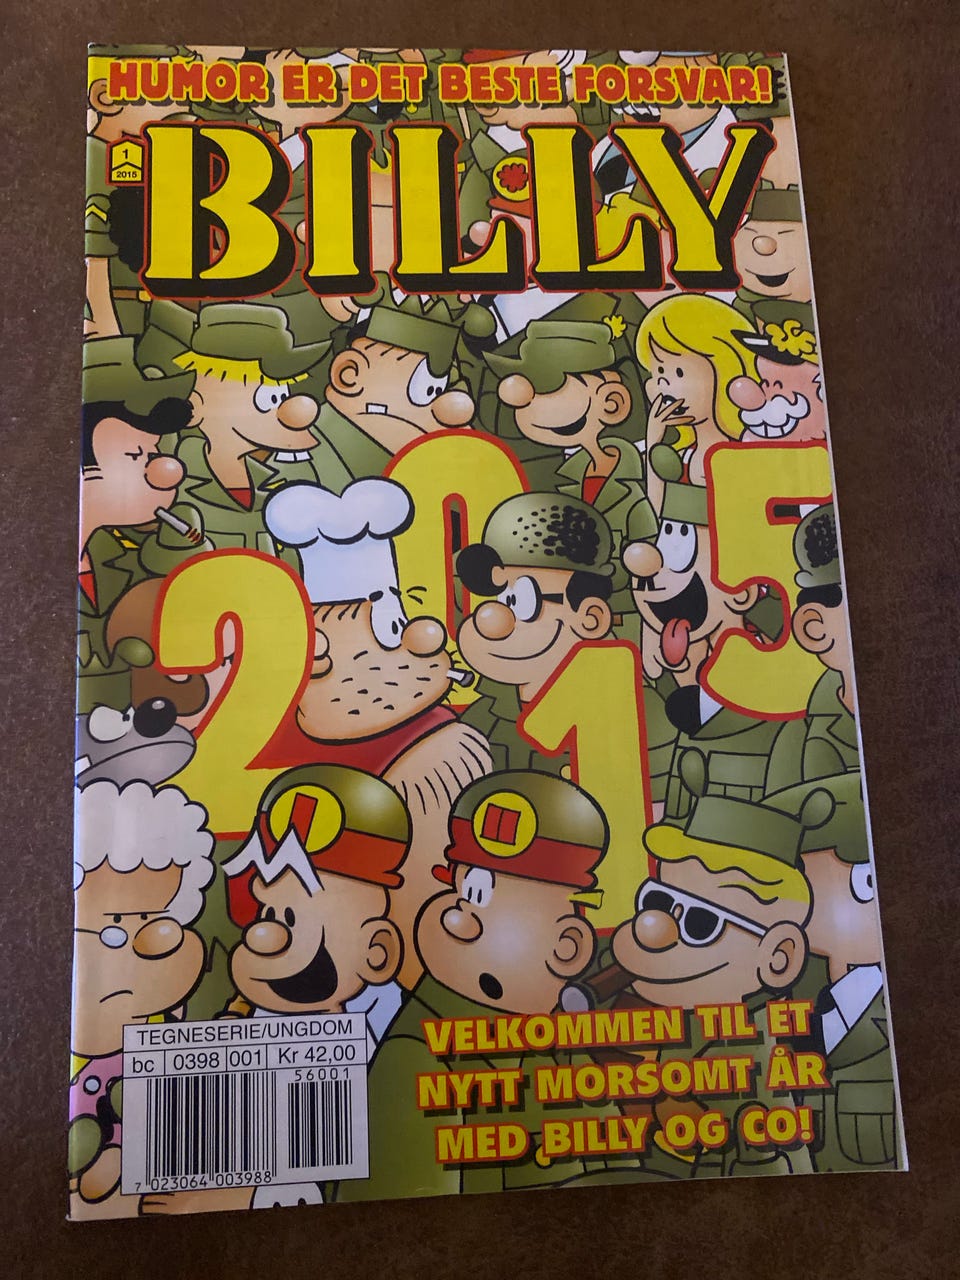 HUMOR ER DET BESTE FORSVAR!
BILLY
1
2015
2015
VELKOMMEN TIL ET
NYTT MORSOMT ÅR
MED BILLY OG CO!
TEGNESERIE/UNGDOM
bc 0398 001 Kr 42,00
56001
7 023064 003988